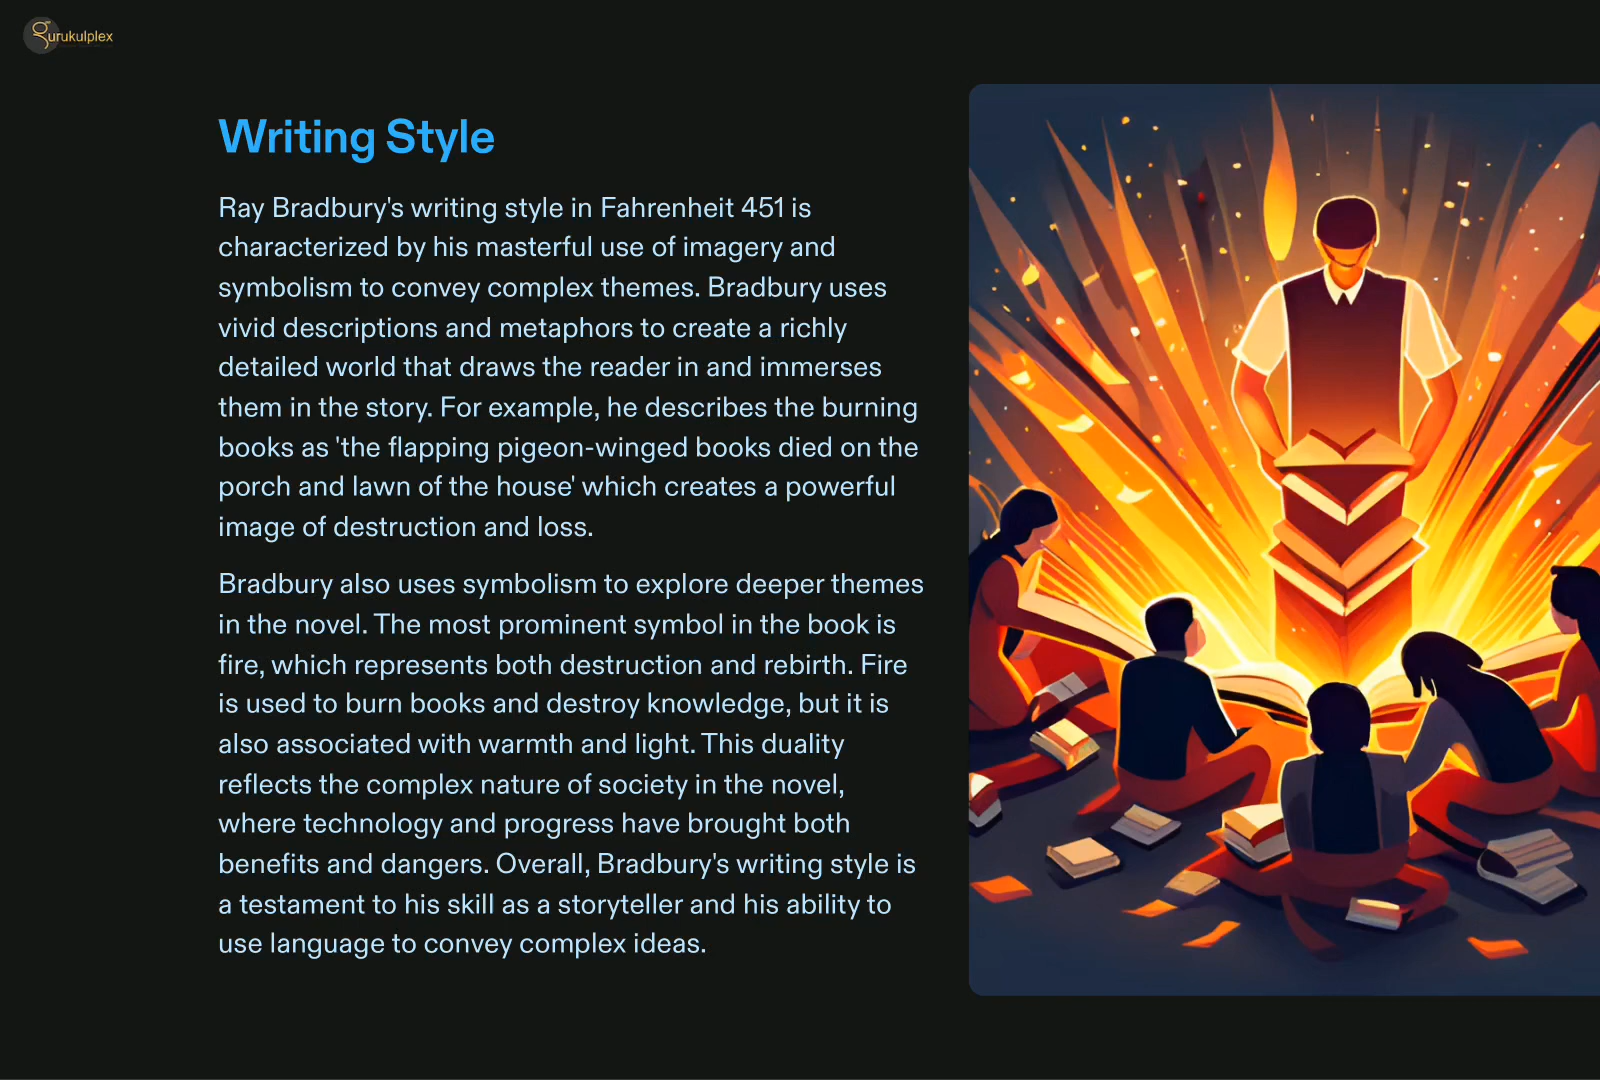 gurukulplex
Writing Style
Ray Bradbury's writing style in Fahrenheit 451 is
characterized by his masterful use of imagery and
symbolism to convey complex themes. Bradbury uses
vivid descriptions and metaphors to create a richly
detailed world that draws the reader in and immerses
them in the story. For example, he describes the burning
books as 'the flapping pigeon-winged books died on the
porch and lawn of the house' which creates a powerful
image of destruction and loss.
Bradbury also uses symbolism to explore deeper themes
in the novel. The most prominent symbol in the book is
fire, which represents both destruction and rebirth. Fire
is used to burn books and destroy knowledge, but it is
also associated with warmth and light. This duality
reflects the complex nature of society in the novel,
where technology and progress have brought both
benefits and dangers. Overall, Bradbury's writing style is
a testament to his skill as a storyteller and his ability to
use language to convey complex ideas.